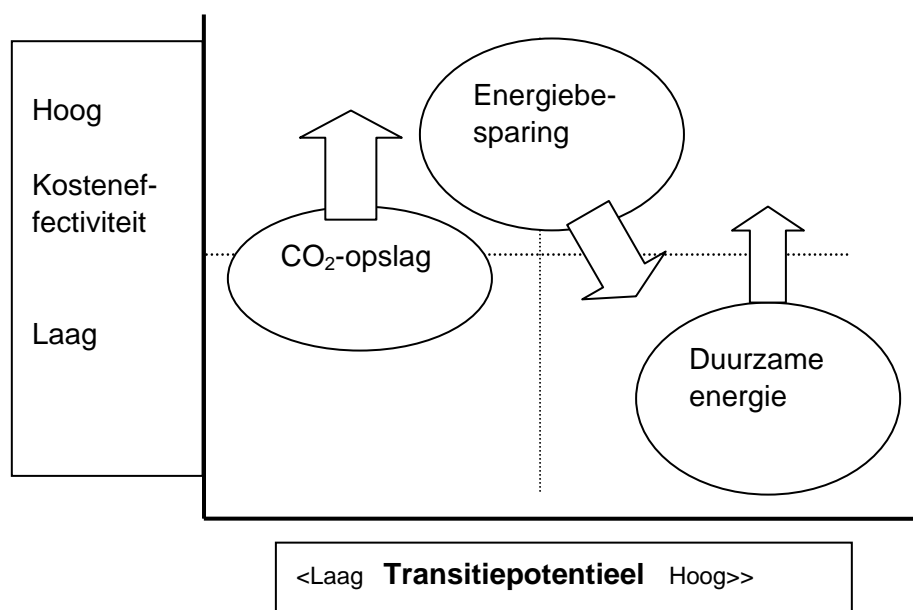 Hoog
Kostenef-
fectiviteit
Laag
Energiebe-
sparing
CO₂-opslag
Duurzame
energie
<Laag Transitiepotentieel Hoog>>